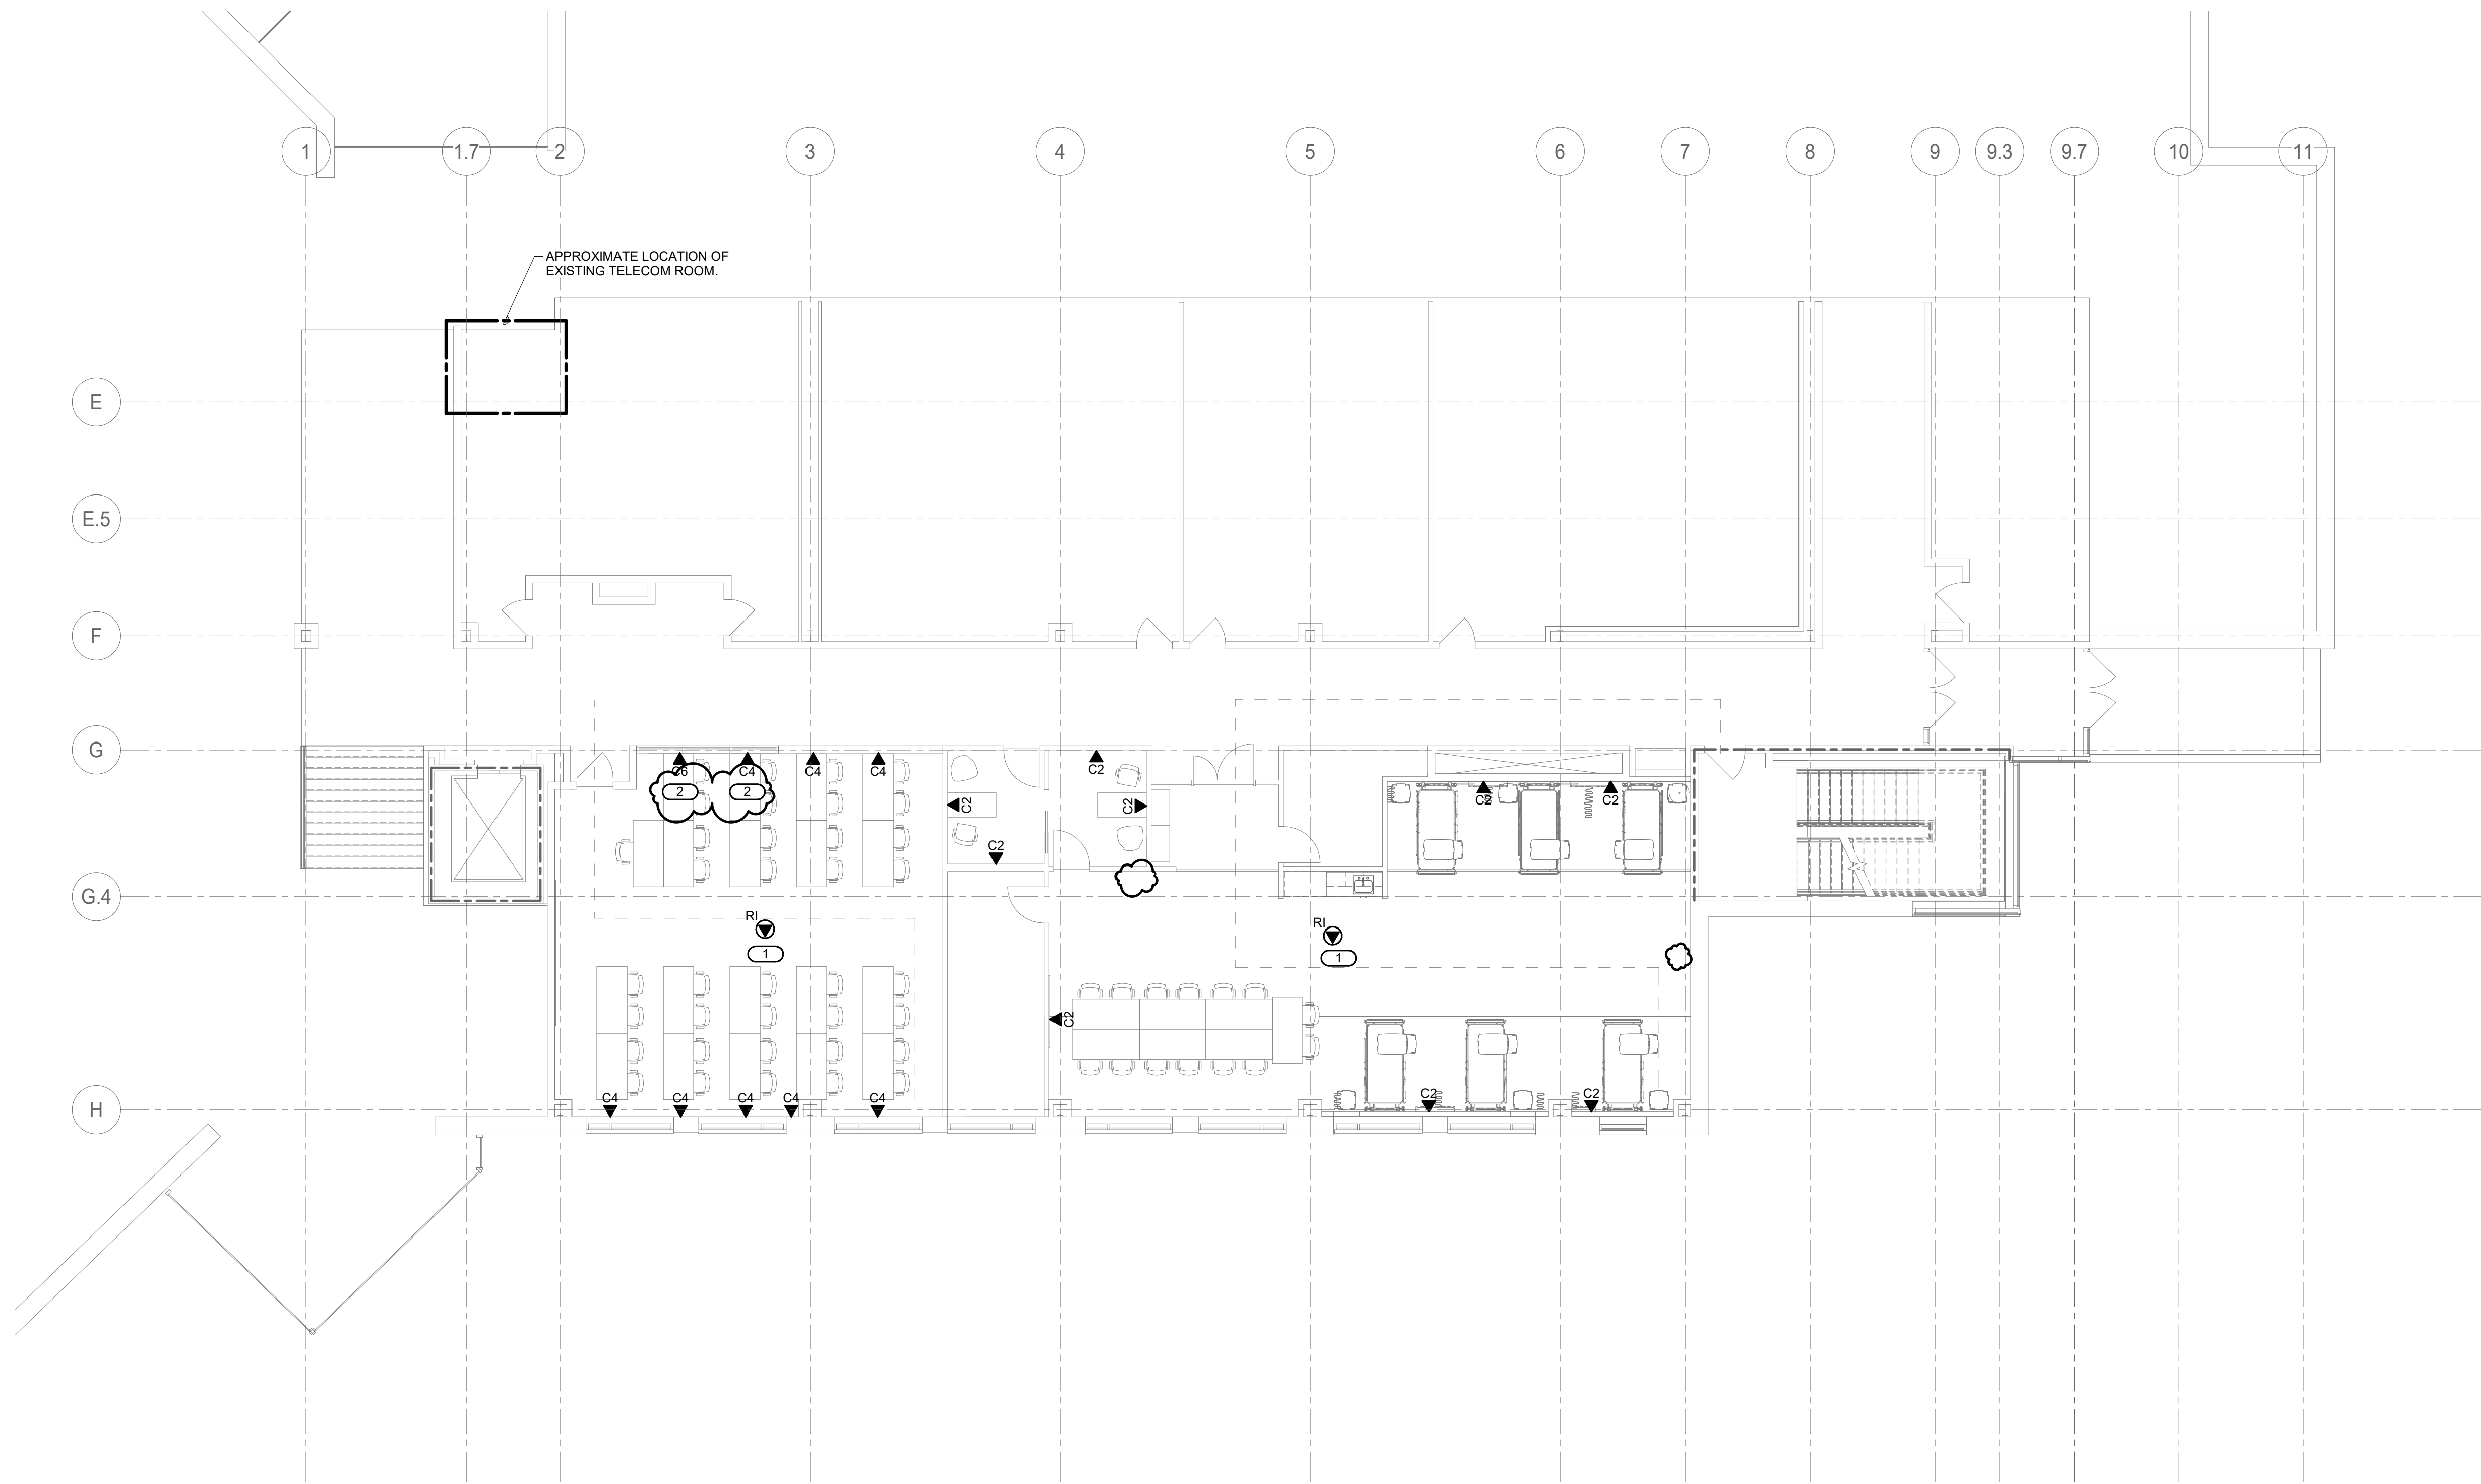 1
1.7
2
3
4
5
6
7
8
9
9.3
9.7
10
11
APPROXIMATE LOCATION OF
EXISTING TELECOM ROOM.
E
E.5
F
G
C6
C4
C4
C4
C2
2
2
C2
C2
C2
C2
C2
G.4
RI
1
RI
1
C2
H
C4
C4
C4
C4
C4
C2
C2